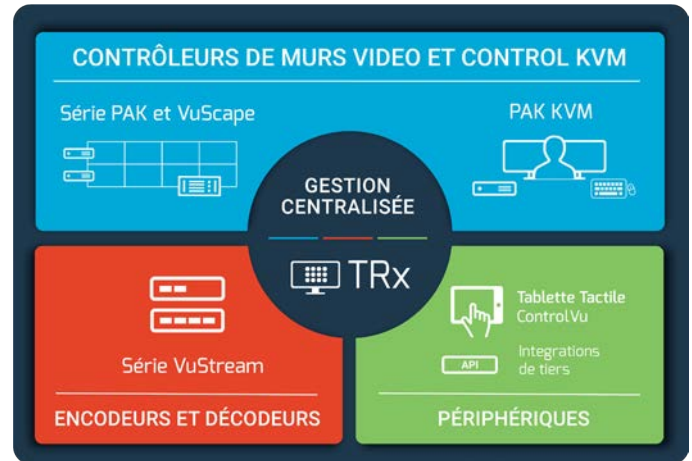 CONTRÔLEURS DE MURS VIDEO ET CONTROL KVM
Série PAK et VuScape
PAK KVM
GESTION
CENTRALISÉE
TRx
Série VuStream
ENCODEURS ET DÉCODEURS
Tablette Tactile
ControlVu
API
Integrations
de tiers
PÉRIPHÉRIQUES